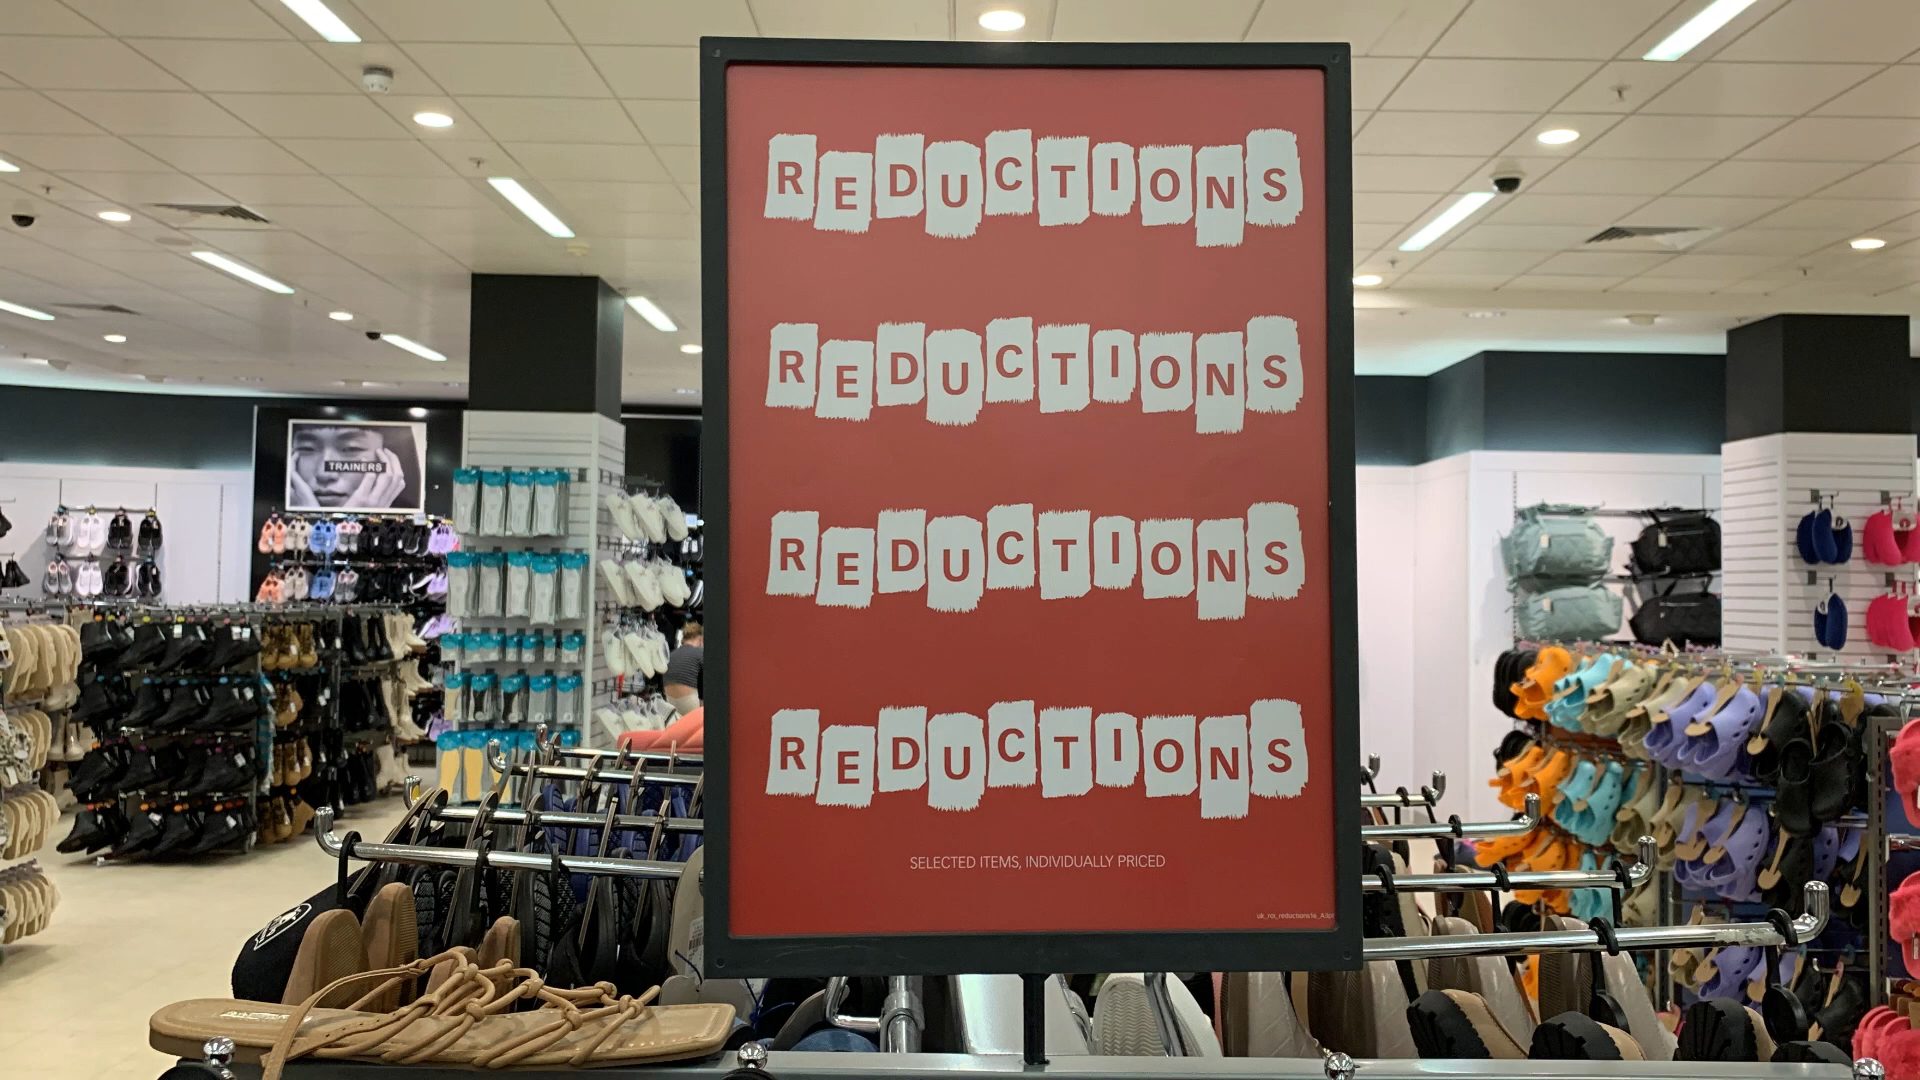 REDUCTIONS
REDUCTIONS
REDUCTIONS
REDUCTIONS
SELECTED ITEMS, INDIVIDUALLY PRICED
TRAINERS